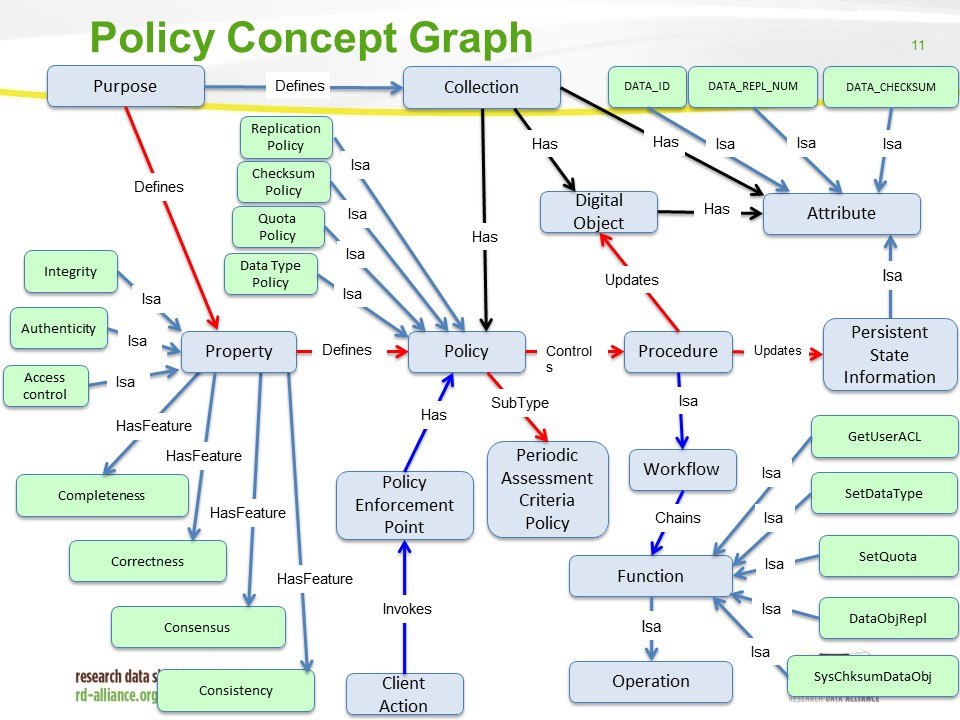 Policy Concept Graph
11
Purpose
Defines
Collection
DATA_ID
DATA_REPL_NUM
DATA_CHECKSUM
Replication
Policy
Has
Has
Isa
Isa
Isa
Isa
Checksum
Policy
Defines
Digital
Object
Has
Attribute
Quota
Policy
Isa
Has
Isa
Data Type
Policy
Isa
Updates
Isa
Integrity
Isa
Authenticity
Isa
Property
Defines
Policy
Control
s
Procedure
Updates
Persistent
State
Information
Access
control
Isa
HasFeature
Has
SubType
Isa
HasFeature
GetUserACL
Completeness
Policy
Enforcement
Point
Periodic
Assessment
Criteria
Policy
Workflow
Isa
SetDataType
HasFeature
Chains
Isa
Correctness
SetQuota
Isa
HasFeature
Function
Invokes
Isa
DataObjRepl
Consensus
Isa
Isa
research data s
rd-alliance.org
Consistency
Client
Action
Operation
SysChksumDataObj
RESEARCH DATA ALLIANCE